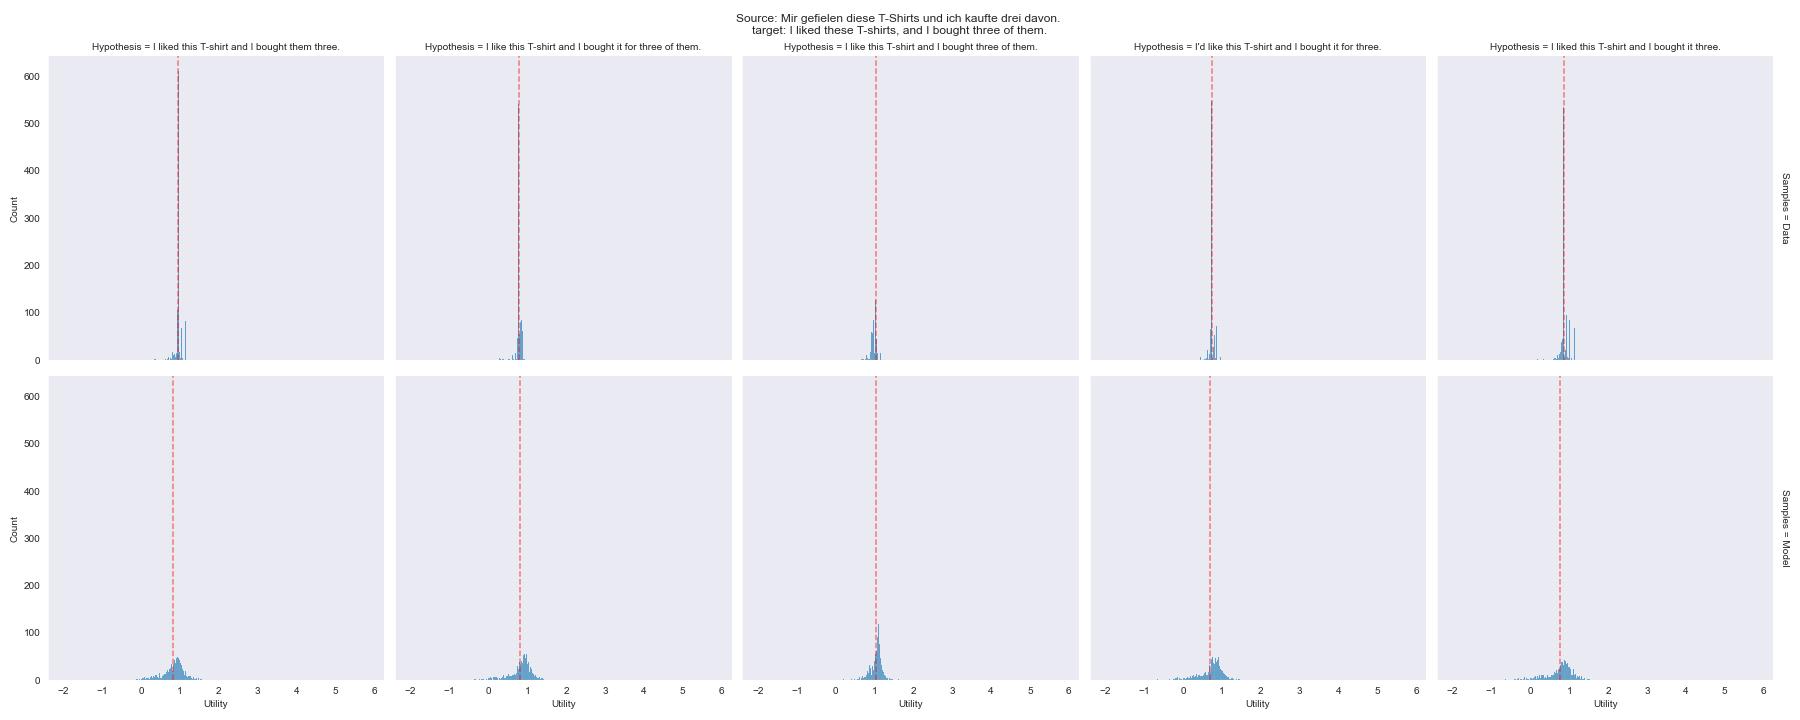 Source: Mir gefielen diese T-Shirts und ich kaufte drei davon.
target: I liked these T-shirts, and I bought three of them.
Hypothesis = I liked this T-shirt and I bought them three.
Hypothesis = I like this T-shirt and I bought it for three of them.
Hypothesis = I like this T-shirt and I bought three of them.
Hypothesis = I'd like this T-shirt and I bought it for three.
Hypothesis = I liked this T-shirt and I bought it three.
600
500
400
300
200
100
0
Count
Samples = Data
600
500
400
300
200
100
0
Count
Samples = Model
−2 −1 0 1 2 3 4 5 6
−2 −1 0 1 2 3 4 5 6
−2 −1 0 1 2 3 4 5 6
−2 −1 0 1 2 3 4 5 6
−2 −1 0 1 2 3 4 5 6
Utility
Utility
Utility
Utility
Utility